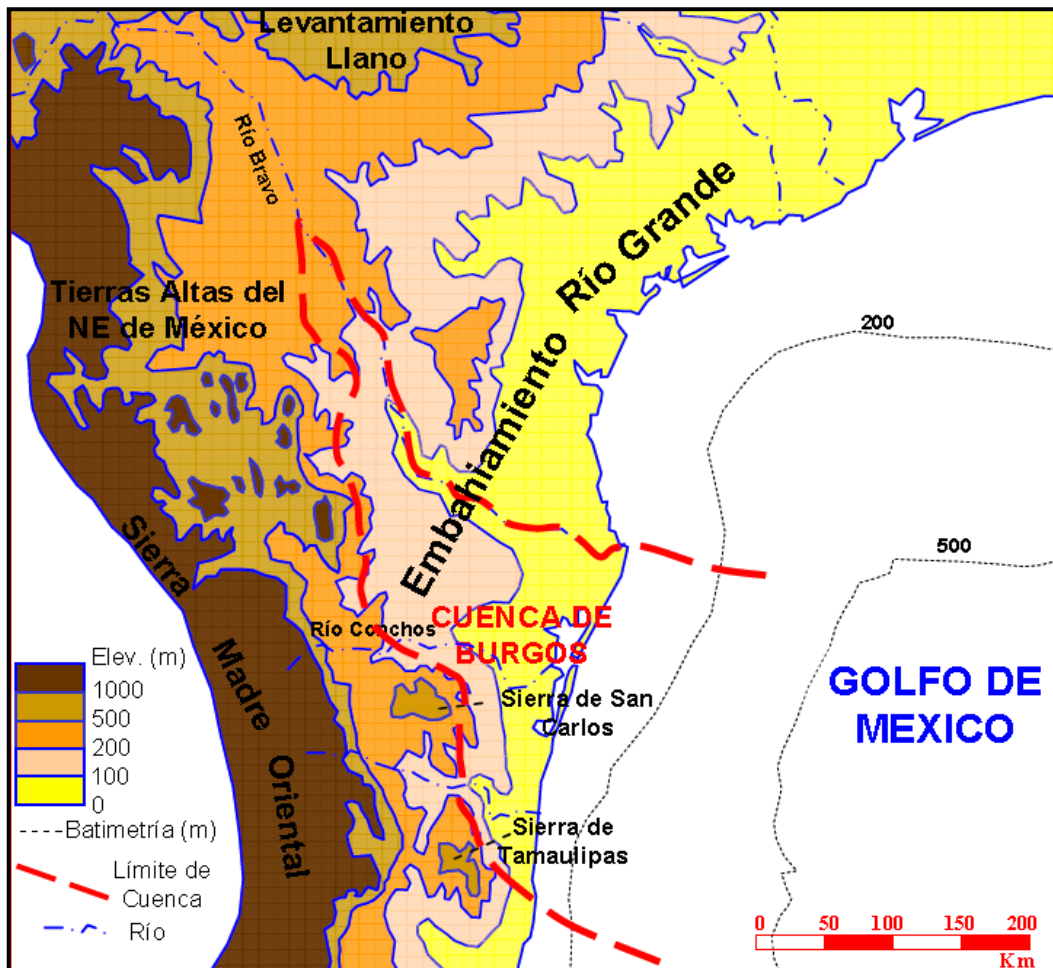 Levantamiento
Llano
Río Bravo
Río Grande
Embahiamiento
Tierras Altas del
NE de México
200
500
Sierra
Madre
Oriental
Río Conchos
CUENCA DE
BURGOS
Sierra de San
Carlos
GOLFO DE
MEXICO
Sierra de
Tamaulipas
Elev. (m)
1000
500
200
100
0
Batimetría (m)
Límite de
Cuenca
Río
0 50 100 150 200
Km